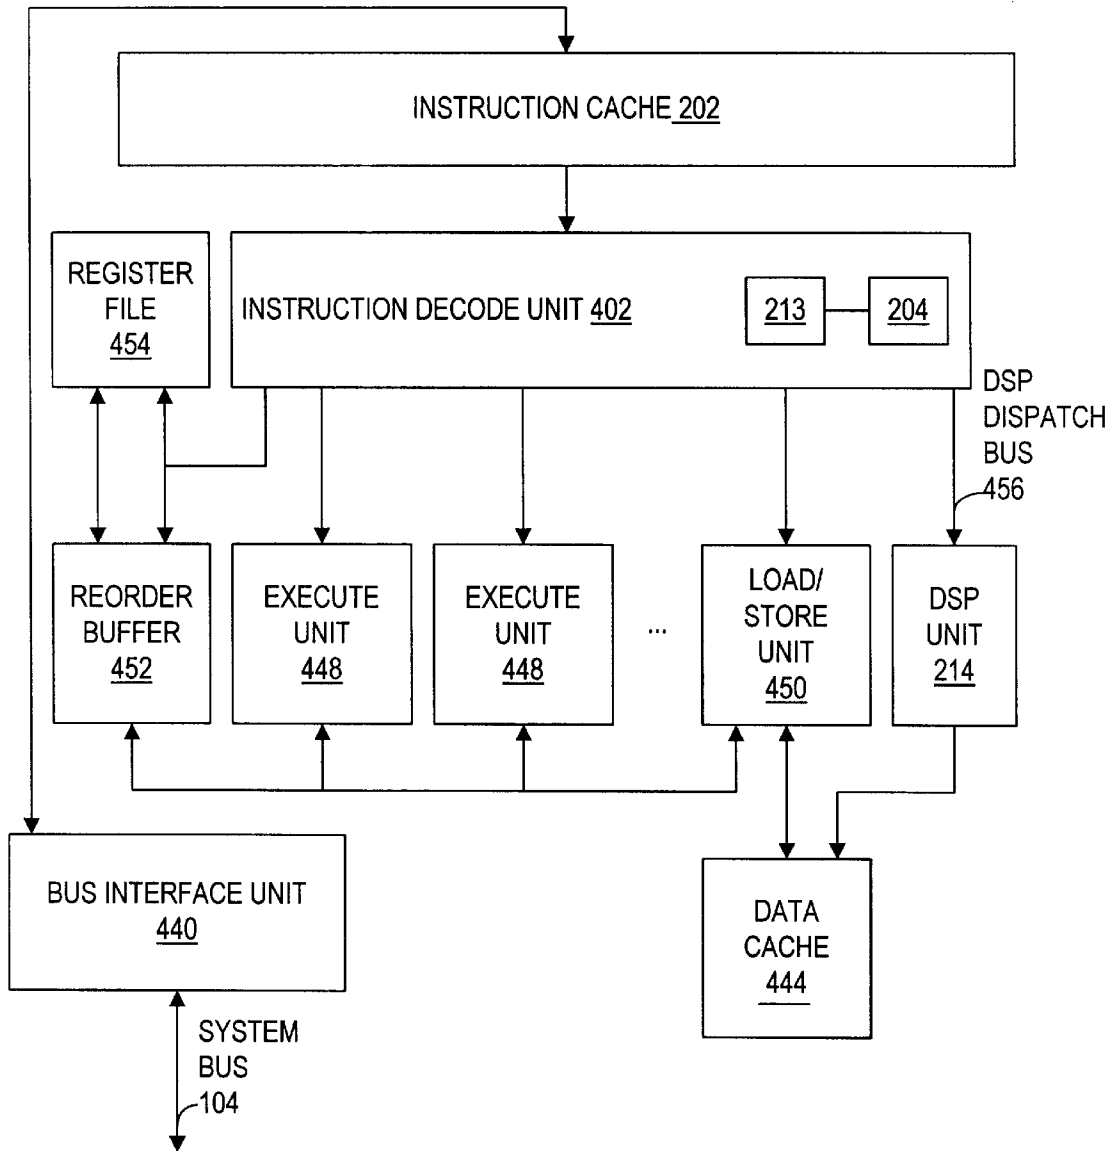 INSTRUCTION CACHE 202
REGISTER
FILE
454
INSTRUCTION DECODE UNIT 402
213
204
DSP
DISPATCH
BUS
456
REORDER
BUFFER
452
EXECUTE
UNIT
448
EXECUTE
UNIT
448
...
LOAD/
STORE
UNIT
450
DSP
UNIT
214
BUS INTERFACE UNIT
440
DATA
CACHE
444
SYSTEM
BUS
104